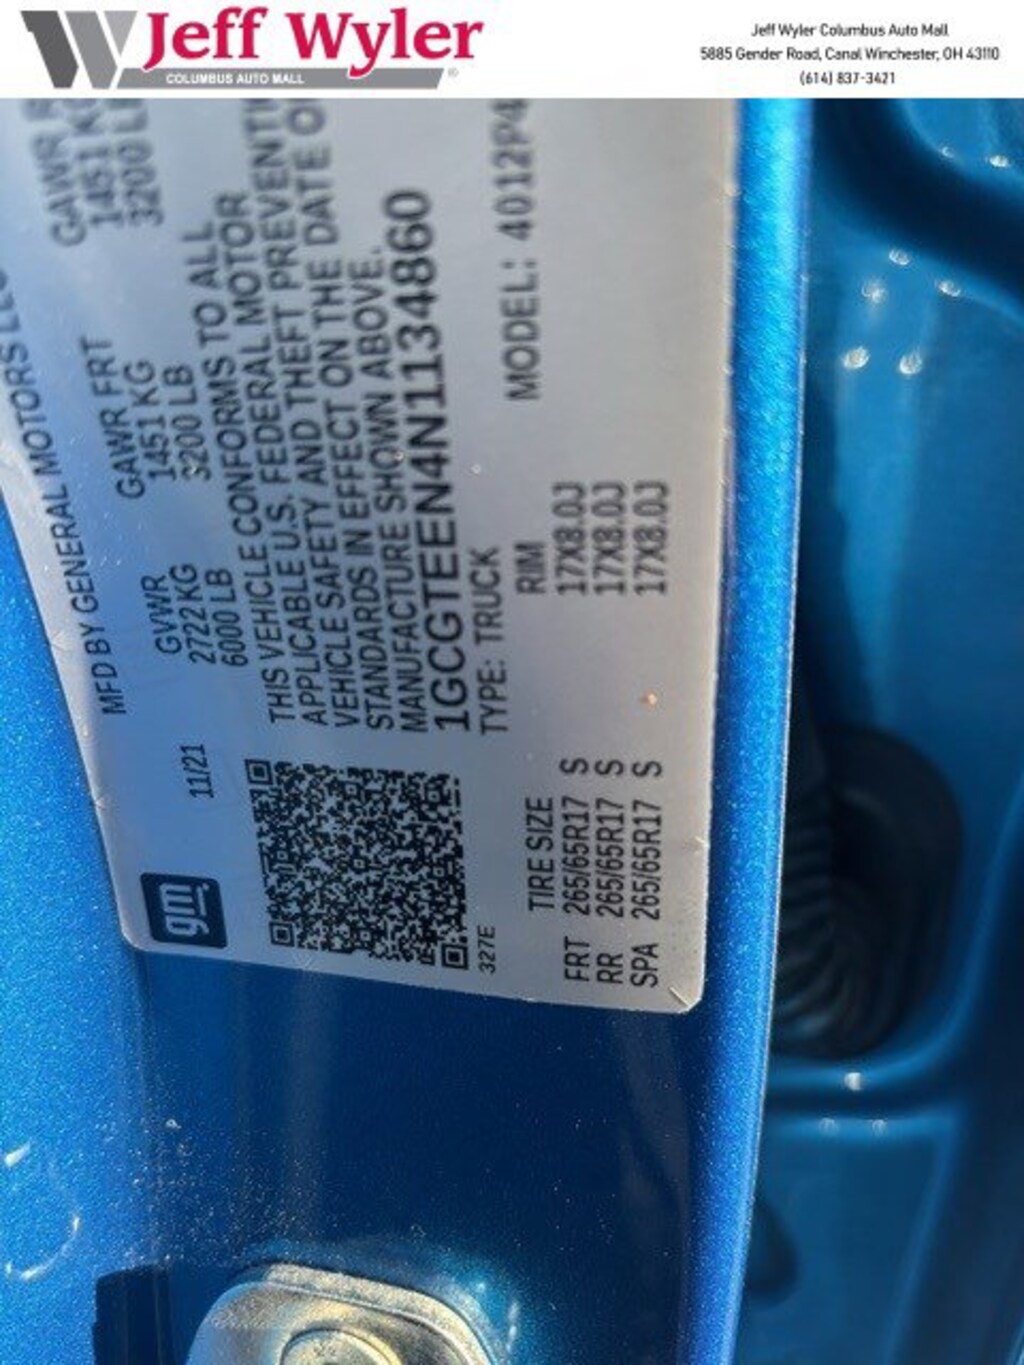 Jeff Wyler
COLUMBUS AUTO MALL
Jeff Wyler Columbus Auto Mall
5885 Gender Road, Canal Winchester, OH 43110
(614) 837-3421
MFD BY GENERAL MOTORS LLC
11/21
GVWR GAWR FRT GAWR
2722 KG 1451 KG 1451 KG
6000 LB 3200 LB 3200 LB
THIS VEHICLE CONFORMS TO ALL
APPLICABLE U.S. FEDERAL MOTOR
VEHICLE SAFETY AND THEFT PREVENTI
STANDARDS IN EFFECT ON THE DATE O
MANUFACTURE SHOWN ABOVE.
1GCGTEEN4N1134860
TYPE: TRUCK MODEL: 4012P4
gm
327E
TIRE SIZE RIM
FRT 265/65R17 S 17X8.0J
RR 265/65R17 S 17X8.0J
SPA 265/65R17 S 17X8.0J